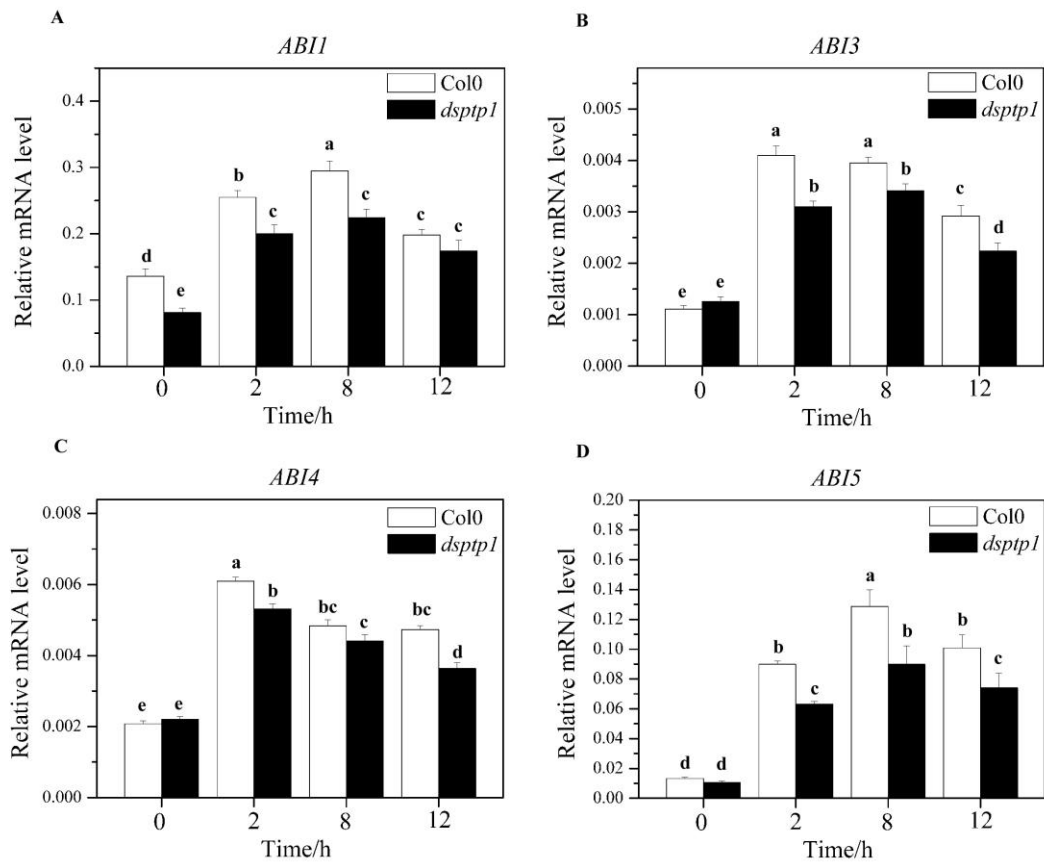 A
ABI1
Col0
dsptp1
Relative mRNA level
0.4
0.3
0.2
0.1
0.0
d
e
b
c
a
c
c
c
0
2
8
12
Time/h
B
ABI3
Col0
dsptp1
Relative mRNA level
0.005
0.004
0.003
0.002
0.001
0.000
e
e
a
b
a
b
c
d
0
2
8
12
Time/h
C
ABI4
Col0
dsptp1
Relative mRNA level
0.008
0.006
0.004
0.002
0.000
e
e
a
b
bc
c
bc
d
0
2
8
12
Time/h
D
ABI5
Col0
dsptp1
Relative mRNA level
0.20
0.18
0.16
0.14
0.12
0.10
0.08
0.06
0.04
0.02
0.00
d
d
b
c
a
b
b
c
0
2
8
12
Time/h